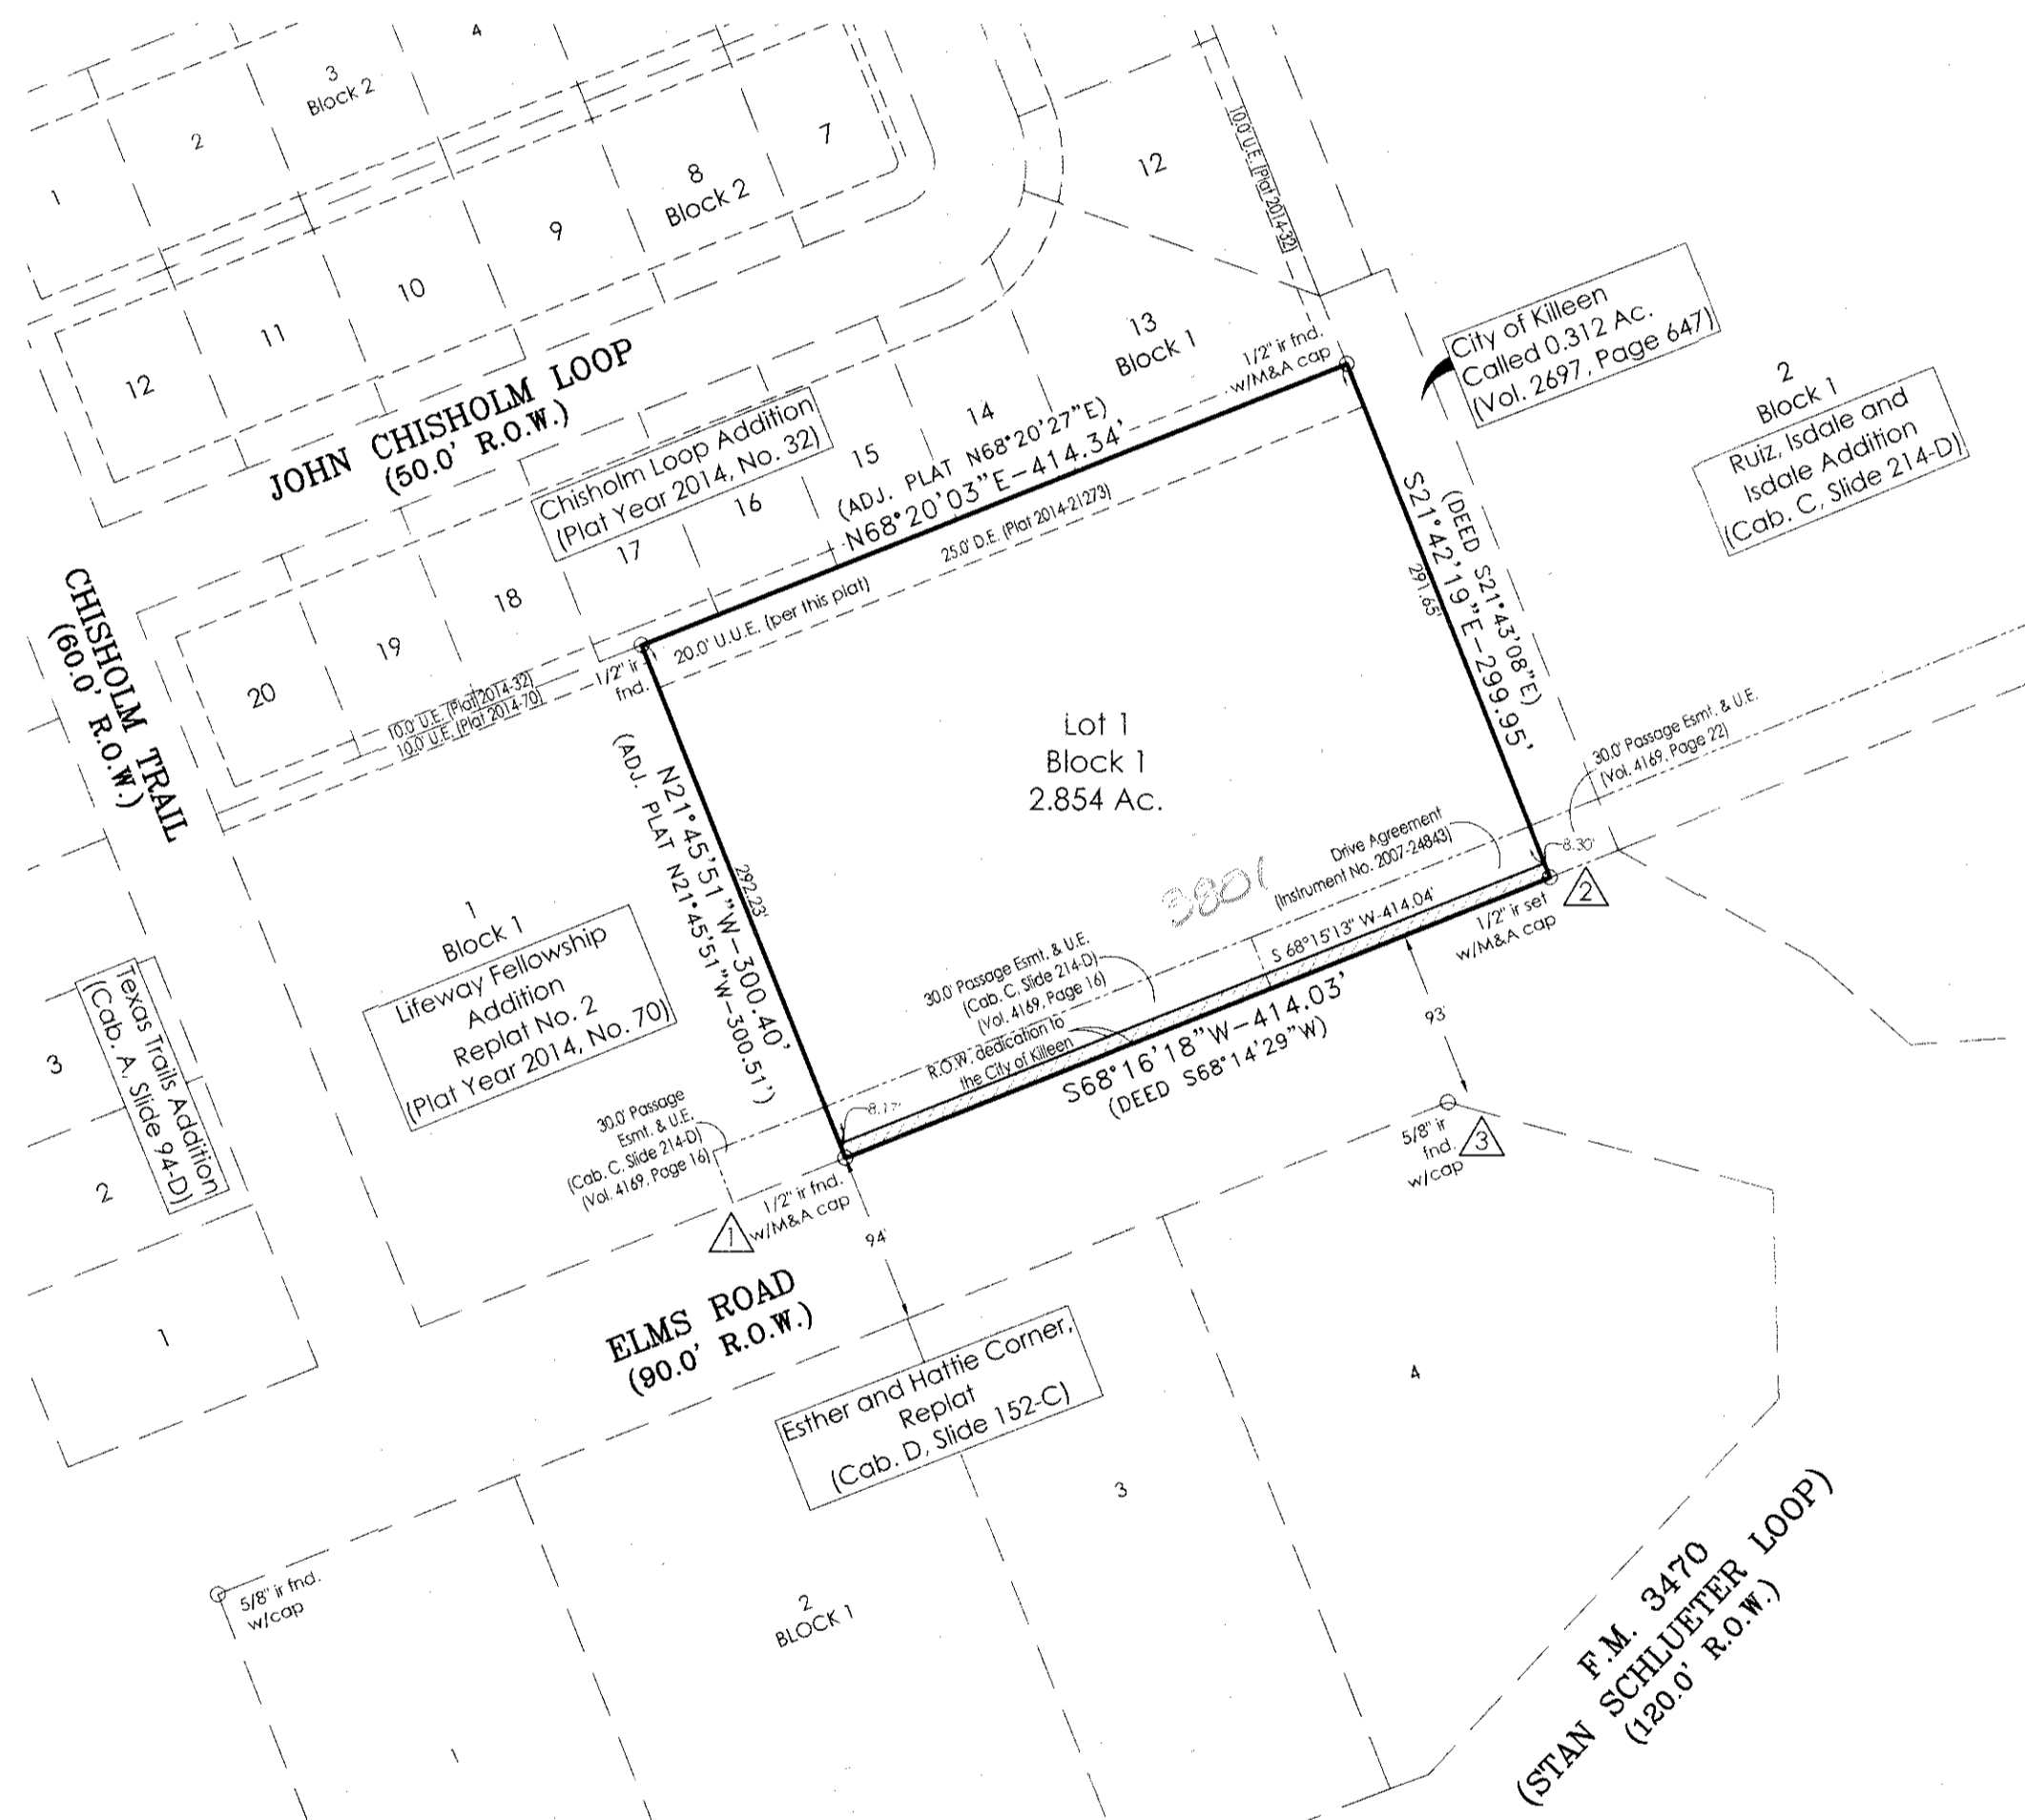 4
3
Block 2
2
1
7
8
Block 2
9
10
11
12
12
10.0' U.E. (Plat 2014-32)
JOHN CHISHOLM LOOP
(50.0' R.O.W.)
Chisholm Loop Addition
(Plat Year 2014, No. 32)
13
Block 1
14
15
16
17
18
19
20
1/2" ir fnd.
w/M&A cap
City of Killeen
Called 0.312 Ac.
(Vol. 2697, Page 647)
2
Block 1
Ruiz, Isdale and
Isdale Addition
(Cab. C, Slide 214-D)
(ADJ. PLAT N68°20'27"E)
N68°20'03"E-414.34'
25.0' D.E. (Plat 2014-21273)
20.0' U.U.E. (per this plat)
(DEED S21°43'08"E)
S21°42'19"E-299.95'
291.65'
CHISHOLM TRAIL
(60.0' R.O.W.)
10.0' U.E. (Plat 2014-32)
10.0' U.E. (Plat 2014-70)
1/2" ir
fnd.
Lot 1
Block 1
2.854 Ac.
30.0' Passage Esmt. & U.E.
(Vol. 4169, Page 22)
292.23'
N21°45'51"W-300.40'
(ADJ. PLAT N21°45'51"W-300.51')
3801
Drive Agreement
(Instrument No. 2007-24843)
8.30'
2
1/2" ir set
w/M&A cap
1
Block 1
Lifeway Fellowship
Addition
Replat No. 2
(Plat Year 2014, No. 70)
30.0' Passage Esmt. & U.E.
(Cab. C, Slide 214-D)
(Vol. 4169, Page 16)
S 68°15'13" W-414.04'
R.O.W. dedication to
the City of Killeen
S68°16'18"W-414.03'
(DEED S68°14'29"W)
93'
Texas Trails Addition
(Cab. A, Slide 94-D)
3
2
1
30.0' Passage
Esmt. & U.E.
(Cab. C, Slide 214-D)
(Vol. 4169, Page 16)
1
1/2" ir fnd.
w/M&A cap
94'
5/8" ir
fnd.
w/cap
3
ELMS ROAD
(90.0' R.O.W.)
Esther and Hattie Corner,
Replat
(Cab. D, Slide 152-C)
4
3
5/8" ir fnd.
w/cap
2
BLOCK 1
1
F.M. 3470
(STAN SCHLUETER LOOP)
(120.0' R.O.W.)